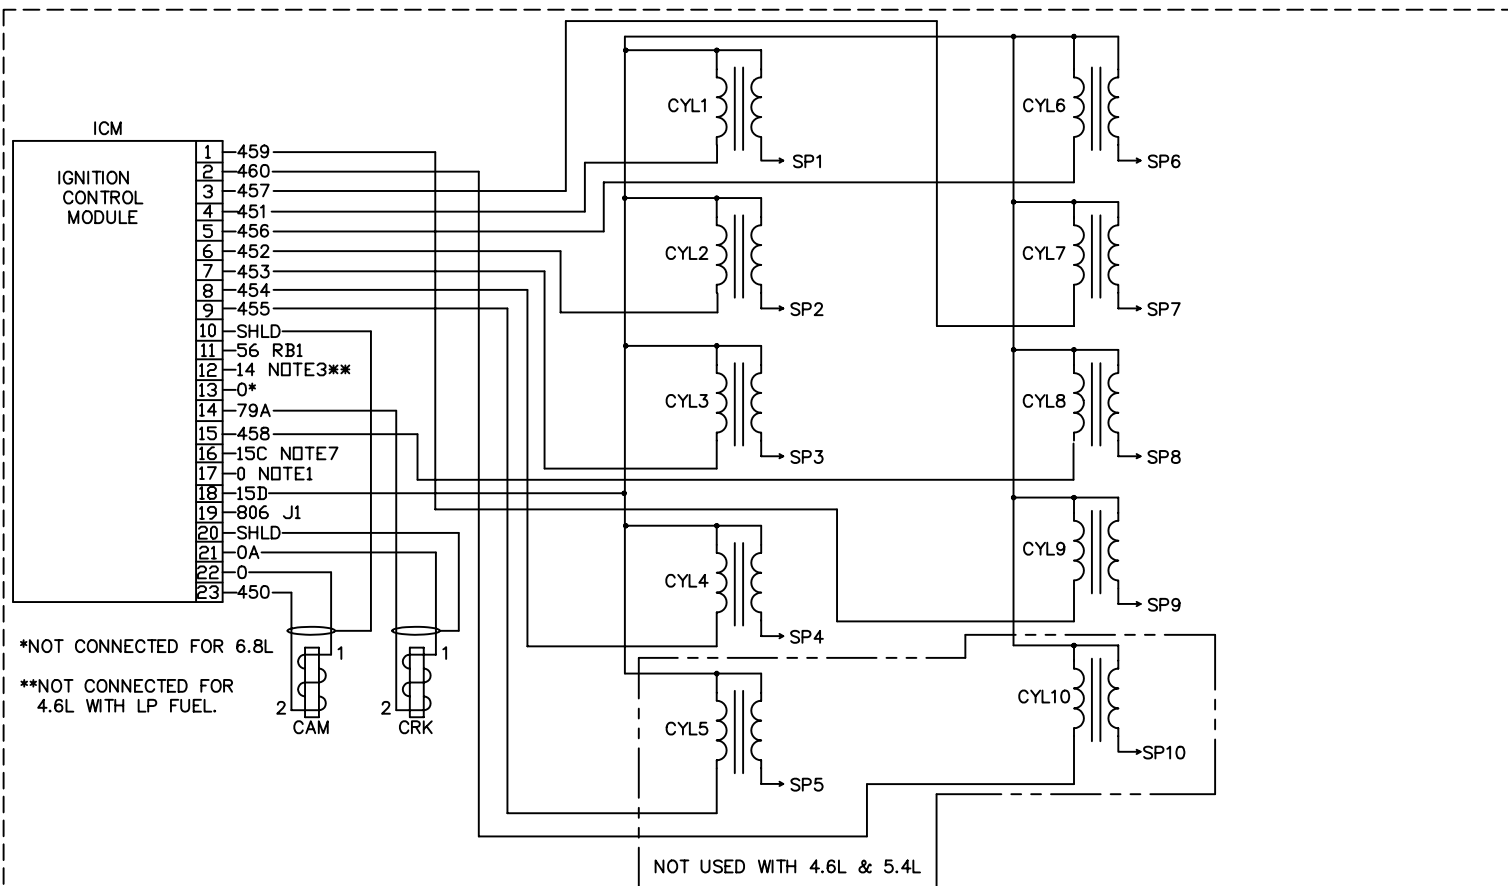 ICM
IGNITION
CONTROL
MODULE
1 459
2 460
3 457
4 451
5 456
6 452
7 453
8 454
9 455
10 SHLD
11 56 RB1
12 14 NOTE3**
13 0*
14 79A
15 458
16 15C NOTE7
17 0 NOTE1
18 15D
19 806 J1
20 SHLD
21 0A
22 0
23 450
*NOT CONNECTED FOR 6.8L
**NOT CONNECTED FOR
4.6L WITH LP FUEL.
1
2
CAM
1
2
CRK
CYL1
SP1
CYL2
SP2
CYL3
SP3
CYL4
SP4
CYL5
SP5
CYL6
SP6
CYL7
SP7
CYL8
SP8
CYL9
SP9
CYL10
SP10
NOT USED WITH 4.6L & 5.4L